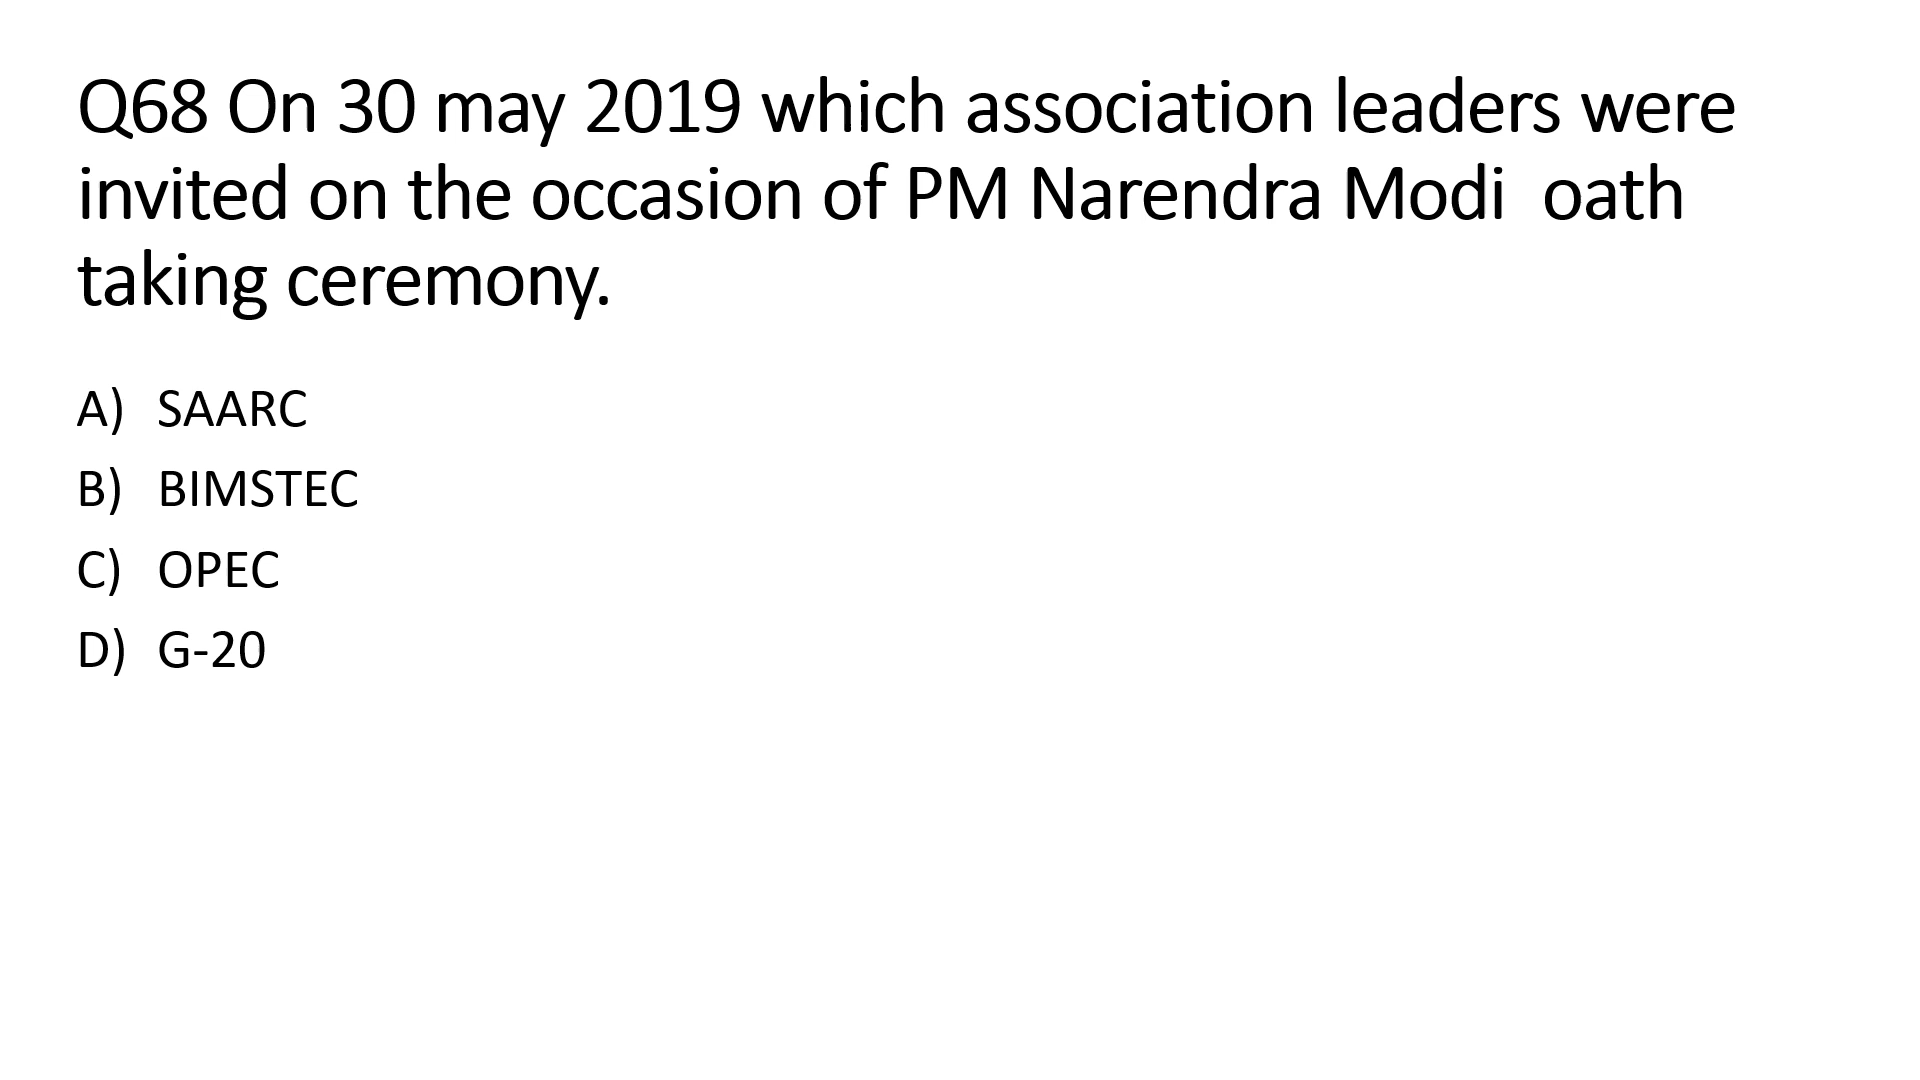 Q68 On 30 may 2019 which association leaders were
invited on the occasion of PM Narendra Modi  oath
taking ceremony.
A) SAARC
B) BIMSTEC
C) OPEC
D) G-20